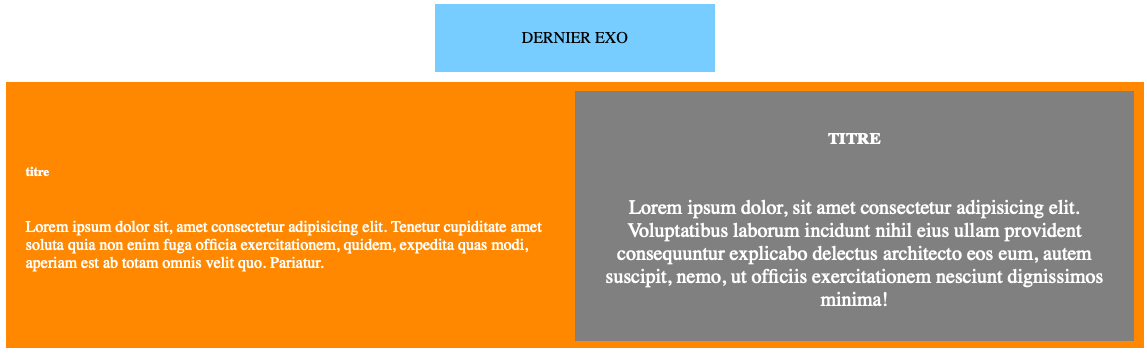 DERNIER EXO
titre
Lorem ipsum dolor sit, amet consectetur adipisicing elit. Tenetur cupiditate amet
soluta quia non enim fuga officia exercitationem, quidem, expedita quas modi,
aperiam est ab totam omnis velit quo. Pariatur.
TITRE
Lorem ipsum dolor, sit amet consectetur adipisicing elit.
Voluptatibus laborum incidunt nihil eius ullam provident
consequuntur explicabo delectus architecto eos eum, autem
suscipit, nemo, ut officiis exercitationem nesciunt dignissimos
minima!